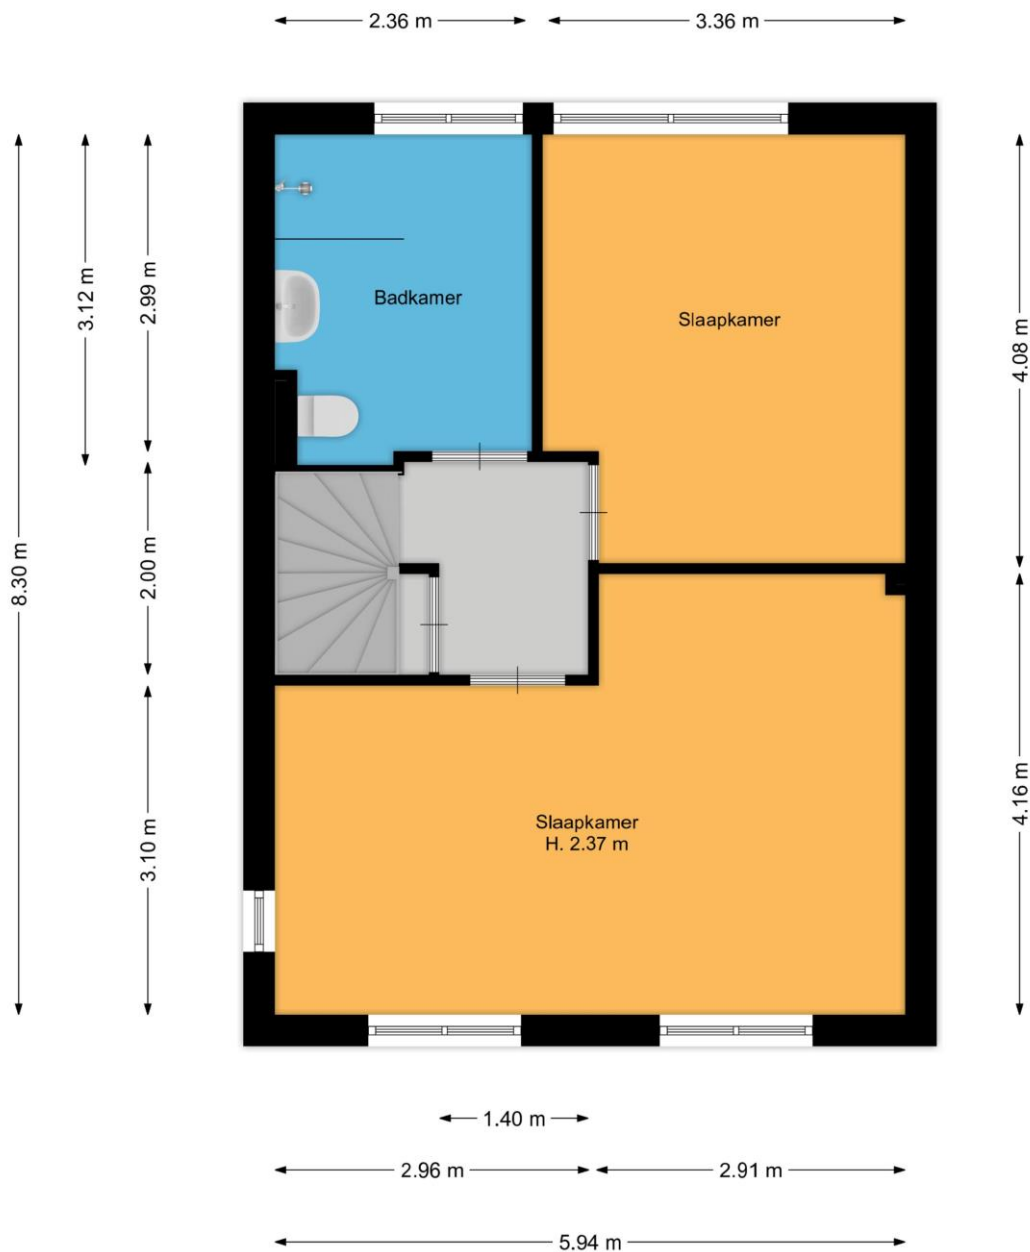 2.36 m
3.36 m
3.12 m
2.99 m
Badkamer
Slaapkamer
4.08 m
8.30 m
2.00 m
3.10 m
Slaapkamer
H. 2.37 m
4.16 m
1.40 m
2.96 m
2.91 m
5.94 m